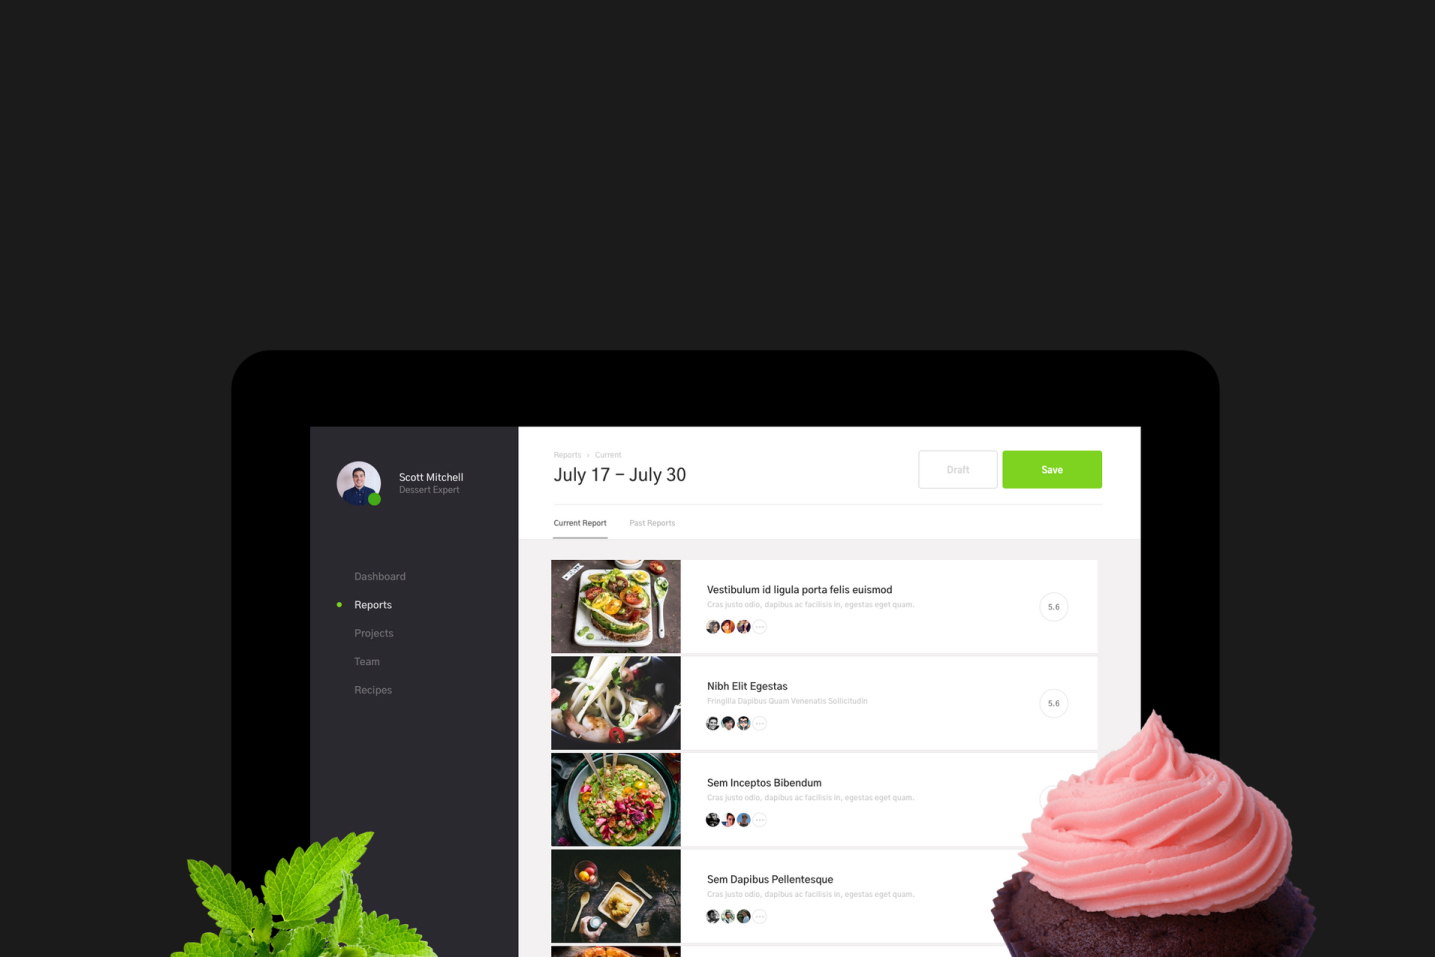 Scott Mitchell
Dessert Expert
Dashboard
Reports
Projects
Team
Recipes
Reports › Current
July 17 – July 30
Draft
Save
Current Report
Past Reports
Vestibulum id ligula porta felis euismod
Cras justo odio, dapibus ac facilisis in, egestas eget quam.
5.6
Nibh Elit Egestas
Fringilla Dapibus Quam Venenatis Sollicitudin
5.6
Sem Inceptos Bibendum
Cras justo odio, dapibus ac facilisis in, egestas eget quam.
Sem Dapibus Pellentesque
Cras justo odio, dapibus ac facilisis in, egestas eget quam.